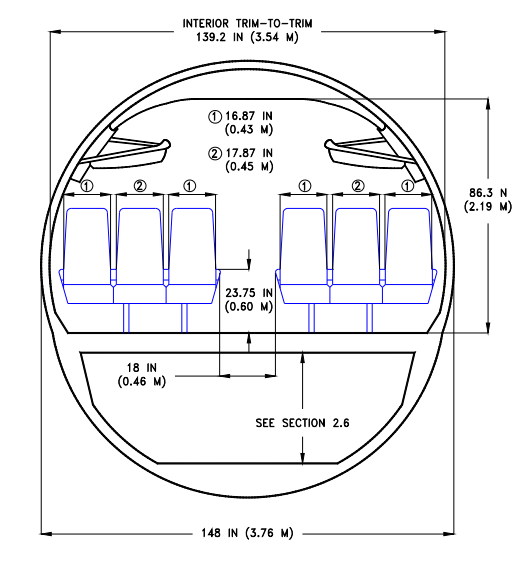 INTERIOR TRIM-TO-TRIM
139.2 IN (3.54 M)
① 16.87 IN
(0.43 M)
② 17.87 IN
(0.45 M)
① ② ① ① ② ①
86.3 N
(2.19 M)
23.75 IN
(0.60 M)
18 IN
(0.46 M)
SEE SECTION 2.6
148 IN (3.76 M)